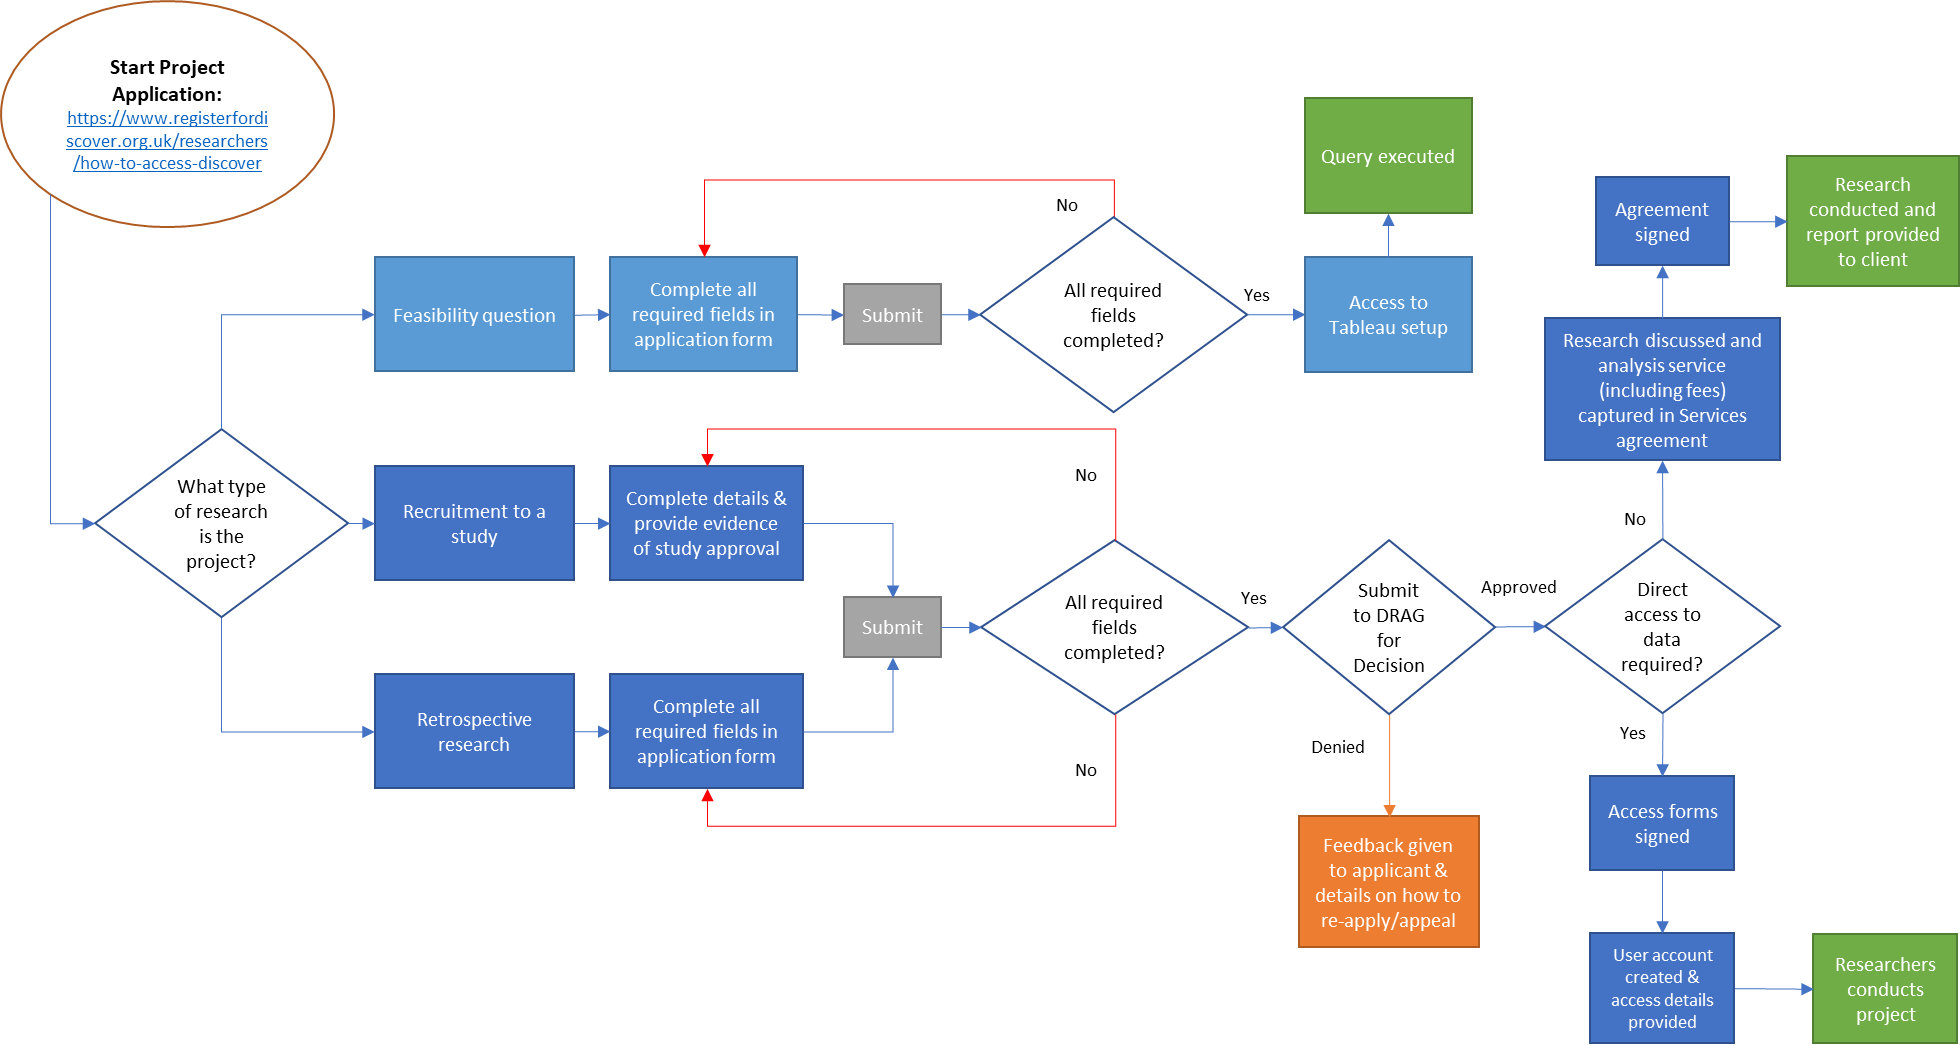 Start Project
Application:
https://www.registerfordi
scover.org.uk/researchers
/how-to-access-discover
What type
of research
is the
project?
Feasibility question
Complete all
required fields in
application form
Submit
No
All required
fields
completed?
Yes
Access to
Tableau setup
Query executed
Recruitment to a
study
Complete details &
provide evidence
of study approval
Retrospective
research
Complete all
required fields in
application form
Submit
No
All required
fields
completed?
No
Yes
Submit
to DRAG
for
Decision
Denied
Feedback given
to applicant &
details on how to
re-apply/appeal
Approved
Direct
access to
data
required?
No
Research discussed and
analysis service
(including fees)
captured in Services
agreement
Agreement
signed
Research
conducted and
report provided
to client
Yes
Access forms
signed
User account
created &
access details
provided
Researchers
conducts
project